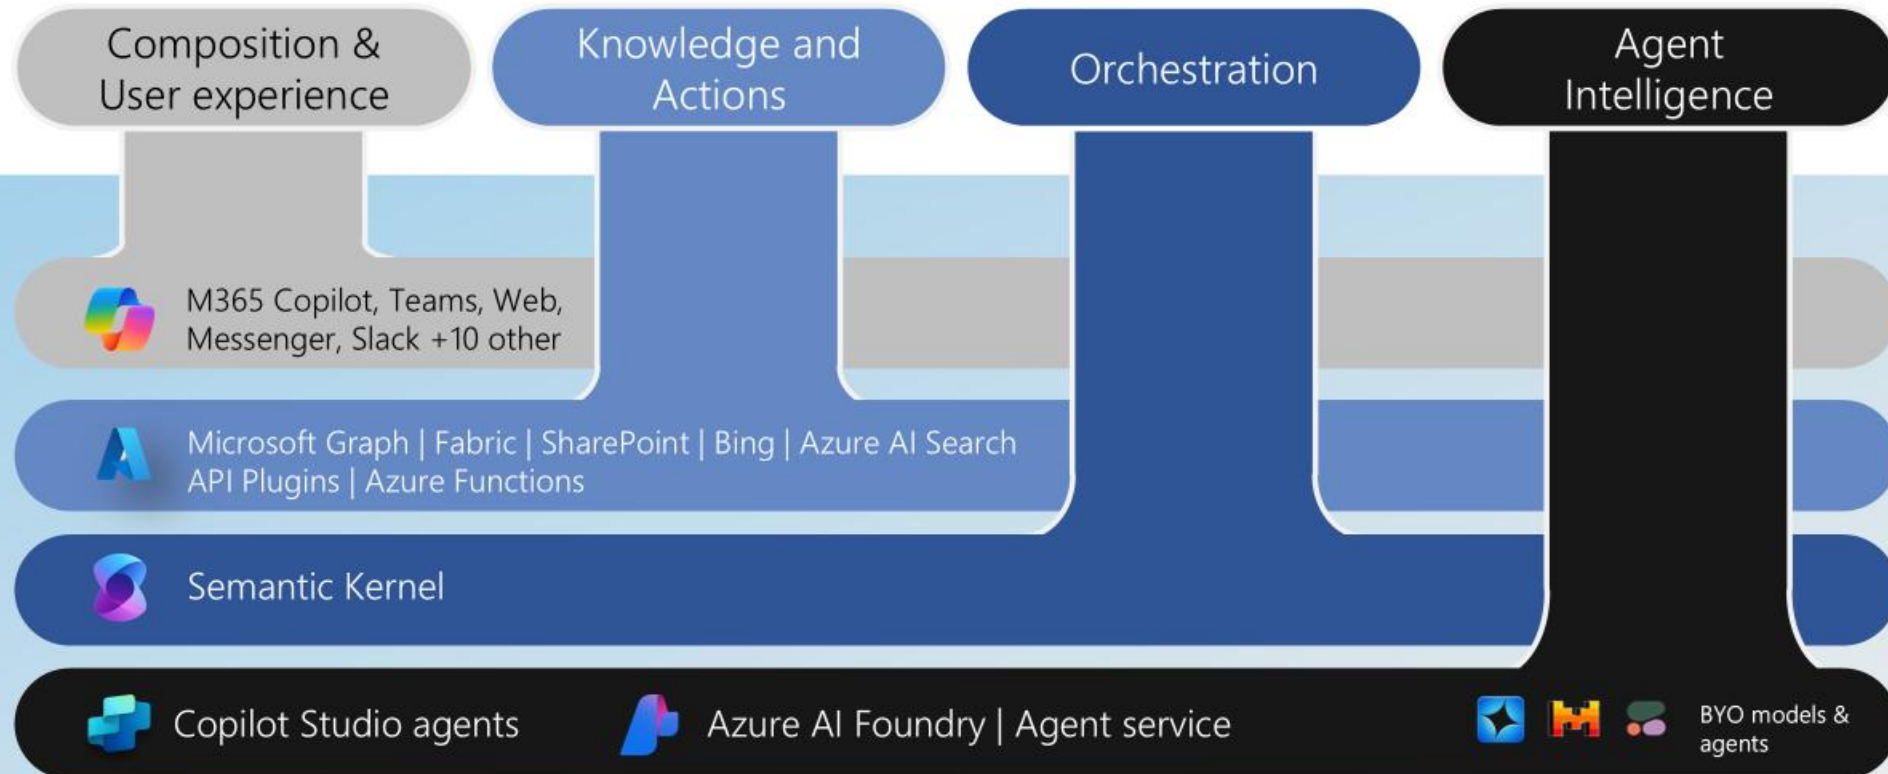 Composition &
User experience
Knowledge and
Actions
Orchestration
Agent
Intelligence
M365 Copilot, Teams, Web,
Messenger, Slack +10 other
Microsoft Graph | Fabric | SharePoint | Bing | Azure AI Search
API Plugins | Azure Functions
Semantic Kernel
Copilot Studio agents
Azure AI Foundry | Agent service
BYO models &
agents